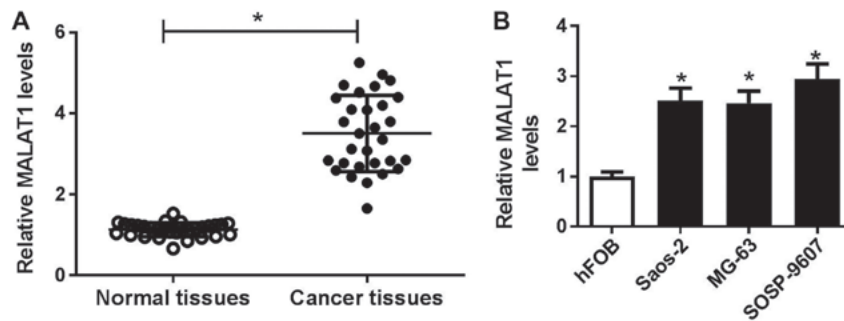 A
*
Relative MALAT1 levels
6
4
2
0
Normal tissues
Cancer tissues
B
Relative MALAT1
levels
4
3
2
1
0
*
*
*
hFOB
Saos-2
MG-63
SOSP-9607